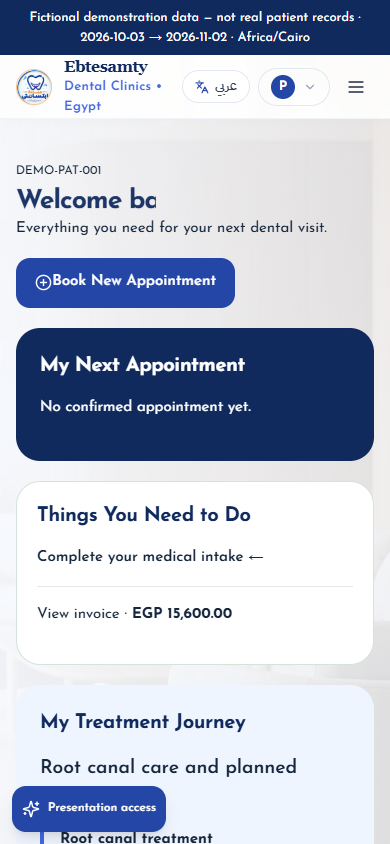 Fictional demonstration data — not real patient records ·
2026-10-03 → 2026-11-02 · Africa/Cairo
Ebtesamty
Dental Clinics •
Egypt
عربي
P
DEMO-PAT-001
Welcome ba
Everything you need for your next dental visit.
Book New Appointment
My Next Appointment
No confirmed appointment yet.
Things You Need to Do
Complete your medical intake ←
View invoice · EGP 15,600.00
My Treatment Journey
Root canal care and planned
Presentation access
Root canal treatment